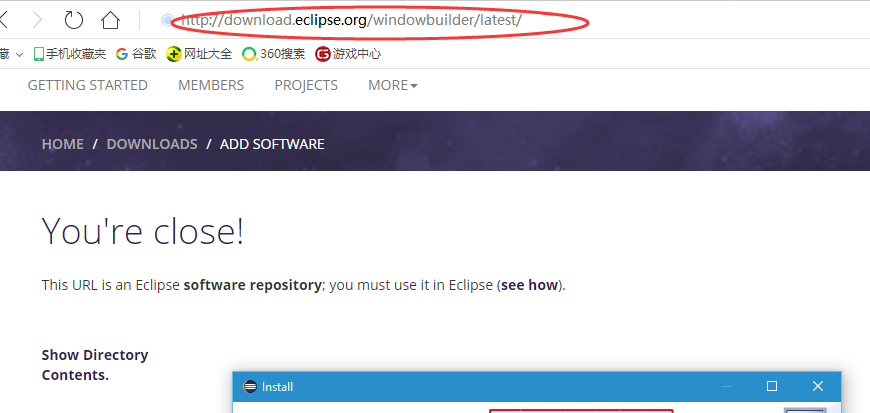 http://download.eclipse.org/windowbuilder/latest/
藏 手机收藏夹 谷歌 网址大全 360搜索 游戏中心
GETTING STARTED MEMBERS PROJECTS MORE
HOME / DOWNLOADS / ADD SOFTWARE
You're close!
This URL is an Eclipse software repository; you must use it in Eclipse (see how).
Show Directory
Contents.
Install